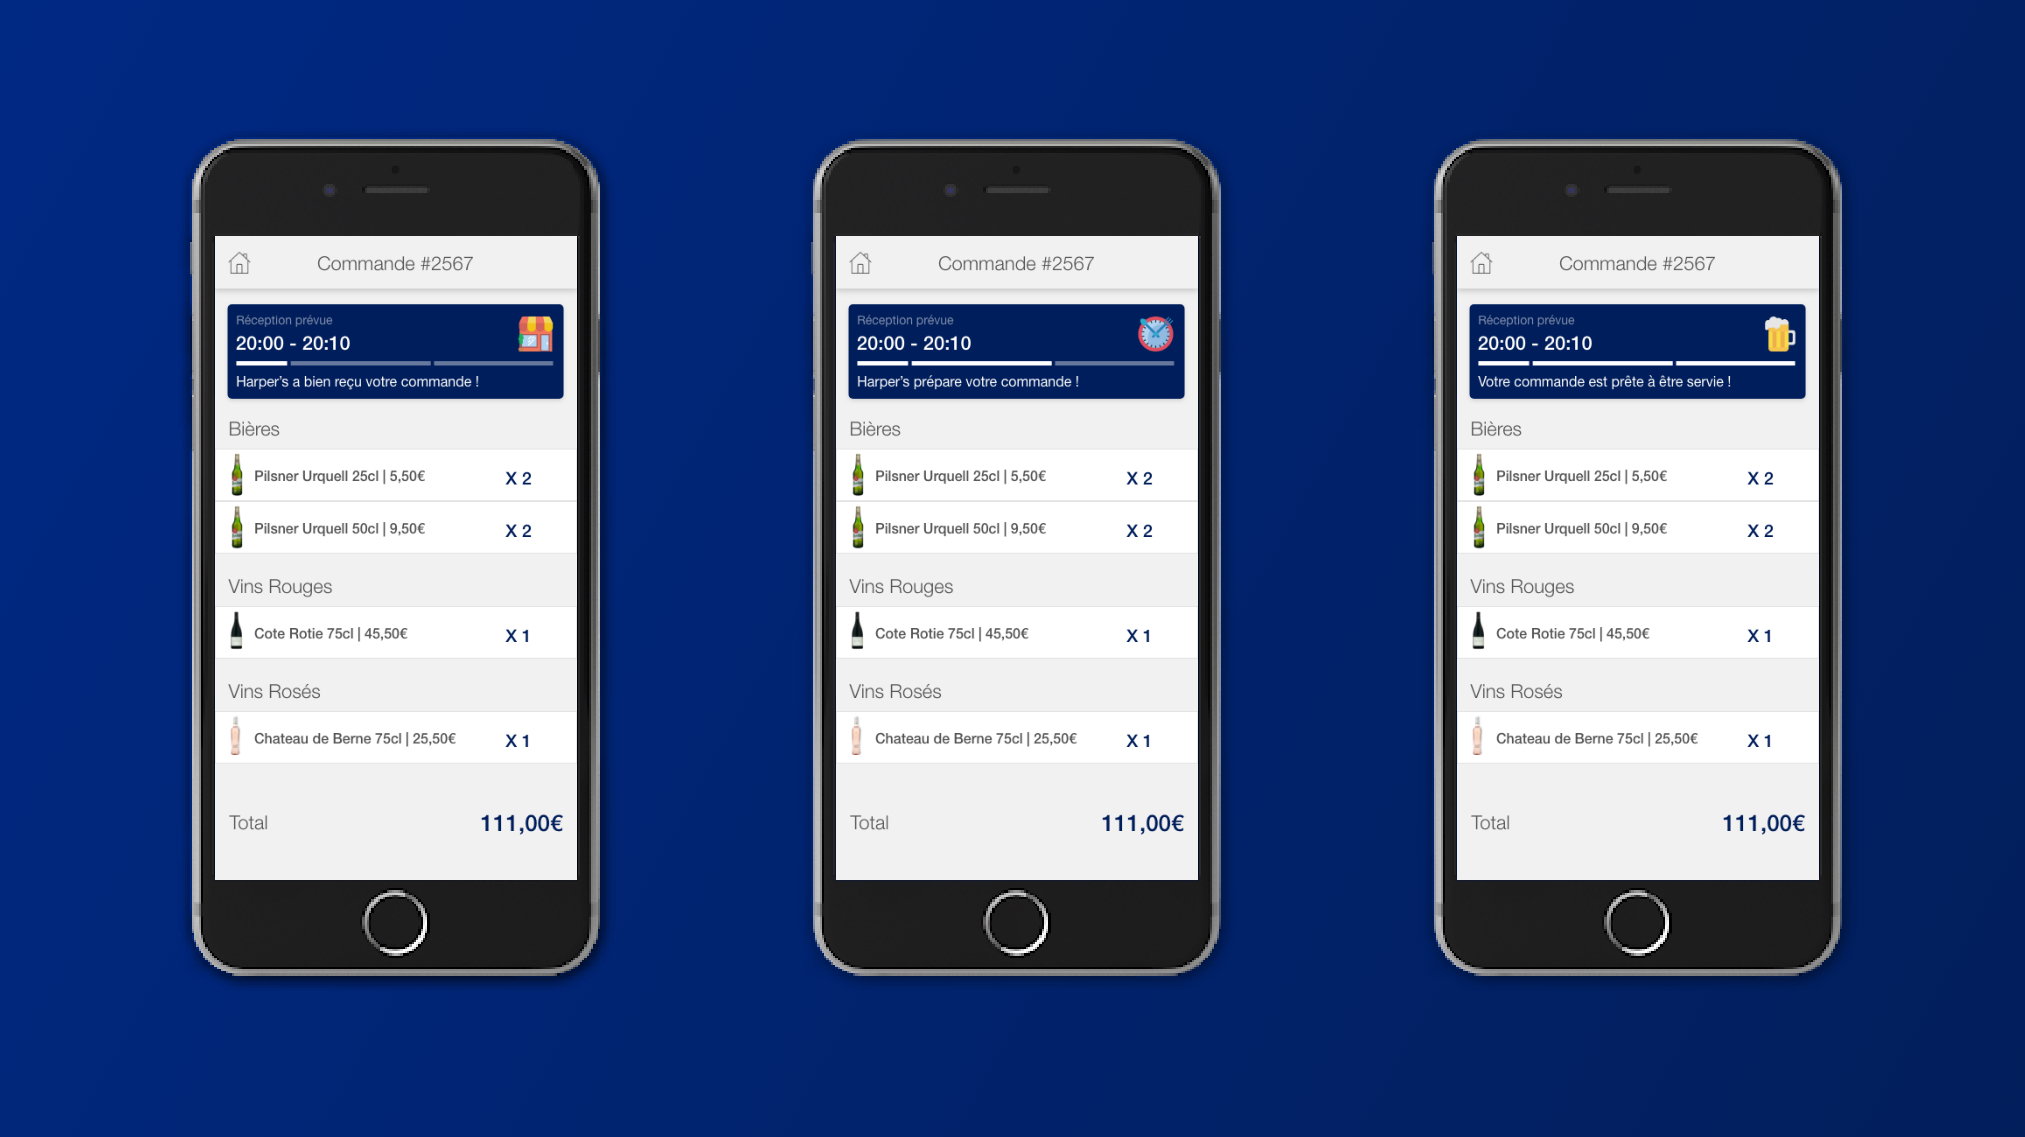 Commande #2567
Réception prévue
20:00 - 20:10
Harper's a bien reçu votre commande !
Bières
Pilsner Urquell 25cl | 5,50€ X 2
Pilsner Urquell 50cl | 9,50€ X 2
Vins Rouges
Cote Rotie 75cl | 45,50€ X 1
Vins Rosés
Chateau de Berne 75cl | 25,50€ X 1
Total 111,00€
Commande #2567
Réception prévue
20:00 - 20:10
Harper's prépare votre commande !
Bières
Pilsner Urquell 25cl | 5,50€ X 2
Pilsner Urquell 50cl | 9,50€ X 2
Vins Rouges
Cote Rotie 75cl | 45,50€ X 1
Vins Rosés
Chateau de Berne 75cl | 25,50€ X 1
Total 111,00€
Commande #2567
Réception prévue
20:00 - 20:10
Votre commande est prête à être servie !
Bières
Pilsner Urquell 25cl | 5,50€ X 2
Pilsner Urquell 50cl | 9,50€ X 2
Vins Rouges
Cote Rotie 75cl | 45,50€ X 1
Vins Rosés
Chateau de Berne 75cl | 25,50€ X 1
Total 111,00€